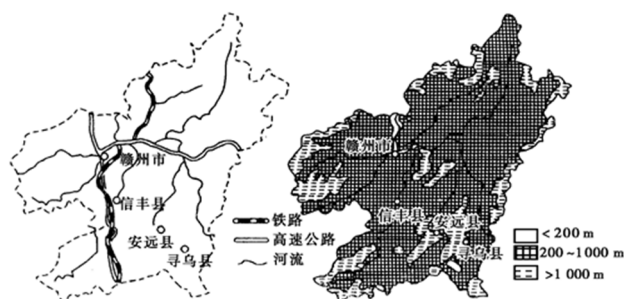 赣州市
信丰县
安远县
寻乌县
铁路
高速公路
河流
赣州市
信丰县
安远县
寻乌县
<200 m
200~1000 m
>1 000 m